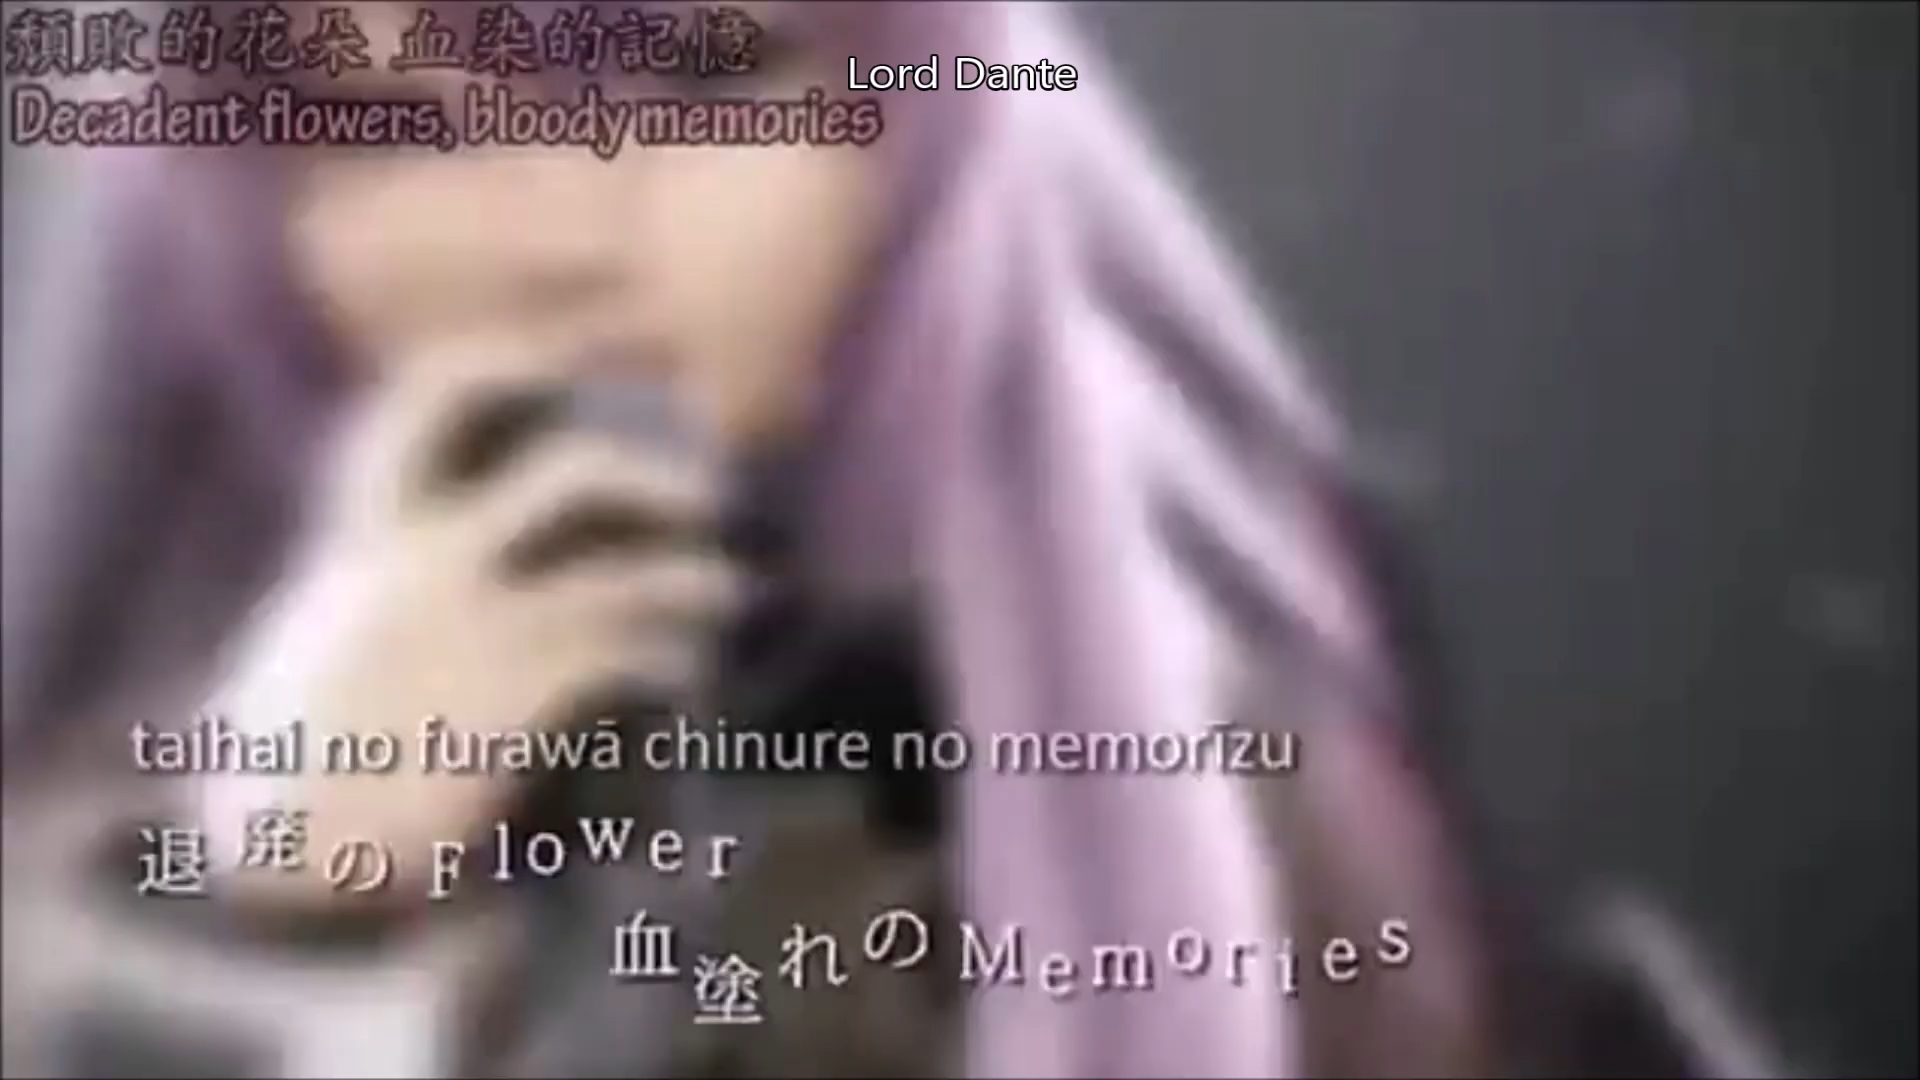 頹敗的花朵 血染的記憶
Lord Dante
Decadent flowers, bloody memories
taihai no furawā chinure no memorīzu
退廃のFlower
血塗れのMemories